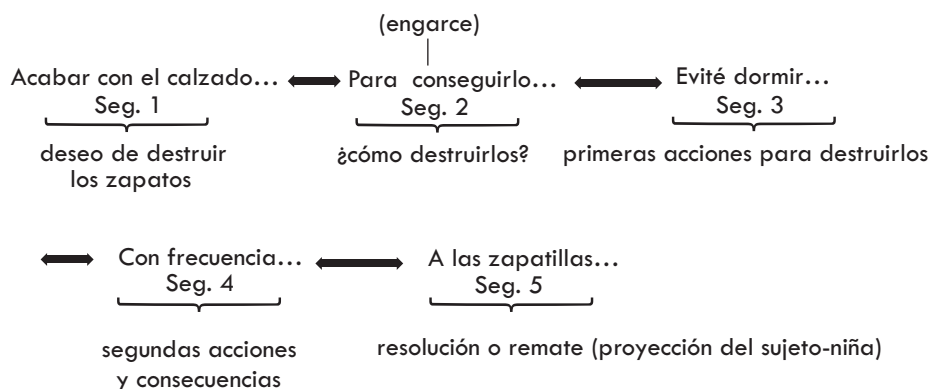 (engarce)
Acabar con el calzado… Para conseguirlo… Evité dormir…
Seg. 1 Seg. 2 Seg. 3
deseo de destruir ¿cómo destruirlos? primeras acciones para destruirlos
los zapatos
Con frecuencia… A las zapatillas…
Seg. 4 Seg. 5
segundas acciones resolución o remate (proyección del sujeto-niña)
y consecuencias